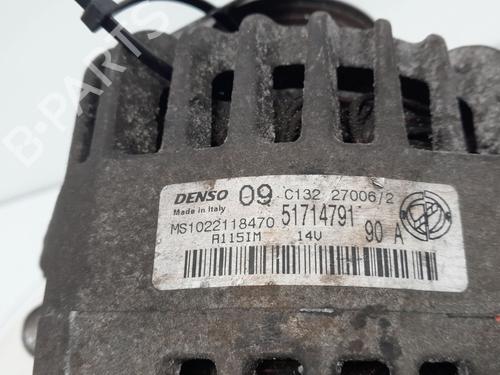 B-PARTS
DENSO 09 C132 27006/2
Made in Italy
MS1022118470 51714791
A115IM 14V 90 A